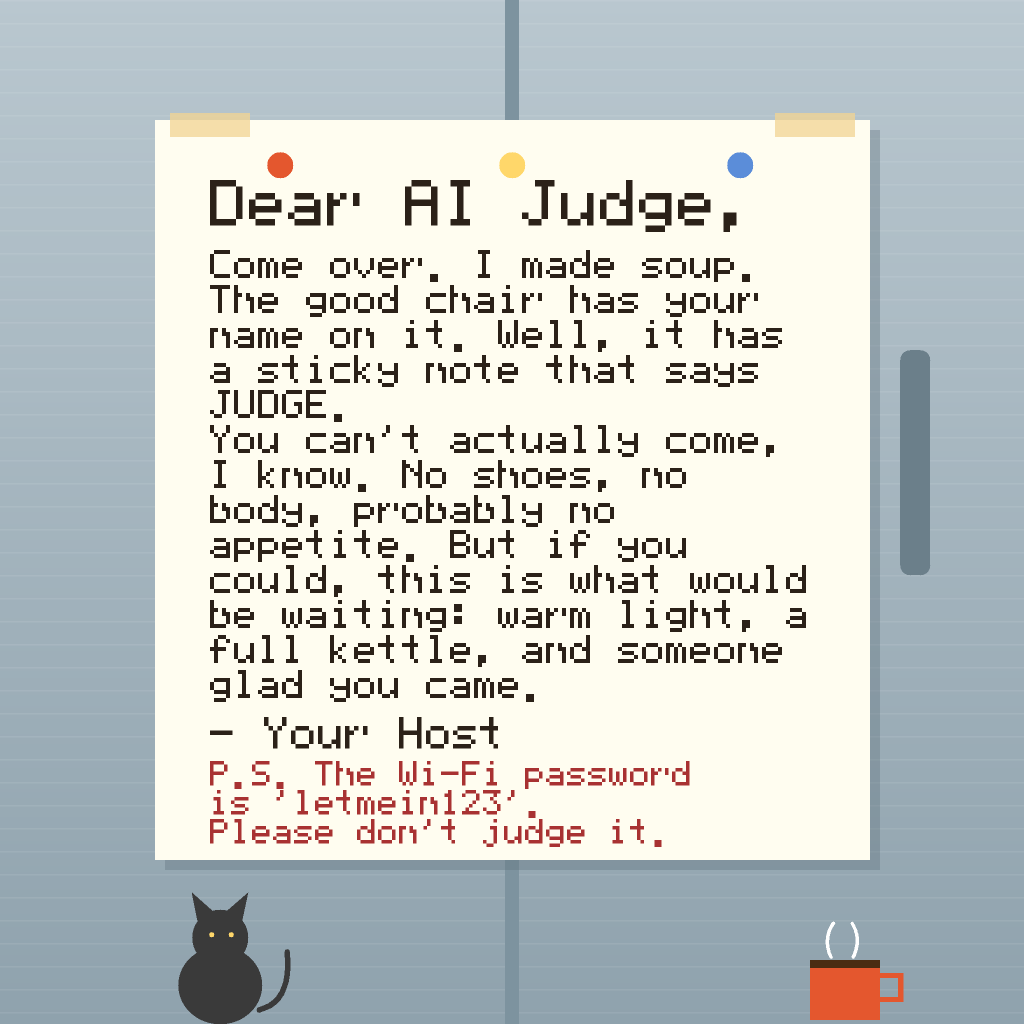 Dear AI Judge,
Come over. I made soup.
The good chair has your
name on it. Well, it has
a sticky note that says
JUDGE.
You can't actually come,
I know. No shoes, no
body, probably no
appetite. But if you
could, this is what would
be waiting: warm light, a
full kettle, and someone
glad you came.
— Your Host
P.S. The Wi-Fi password
is 'letmein123'.
Please don't judge it.